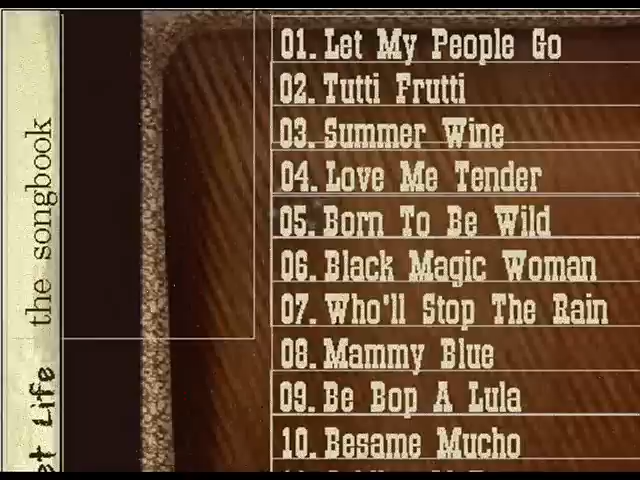 01. Let My People Go
02. Tutti Frutti
03. Summer Wine
04. Love Me Tender
05. Born To Be Wild
06. Black Magic Woman
07. Who'll Stop The Rain
08. Mammy Blue
09. Be Bop A Lula
10. Besame Mucho
the songbook
Life